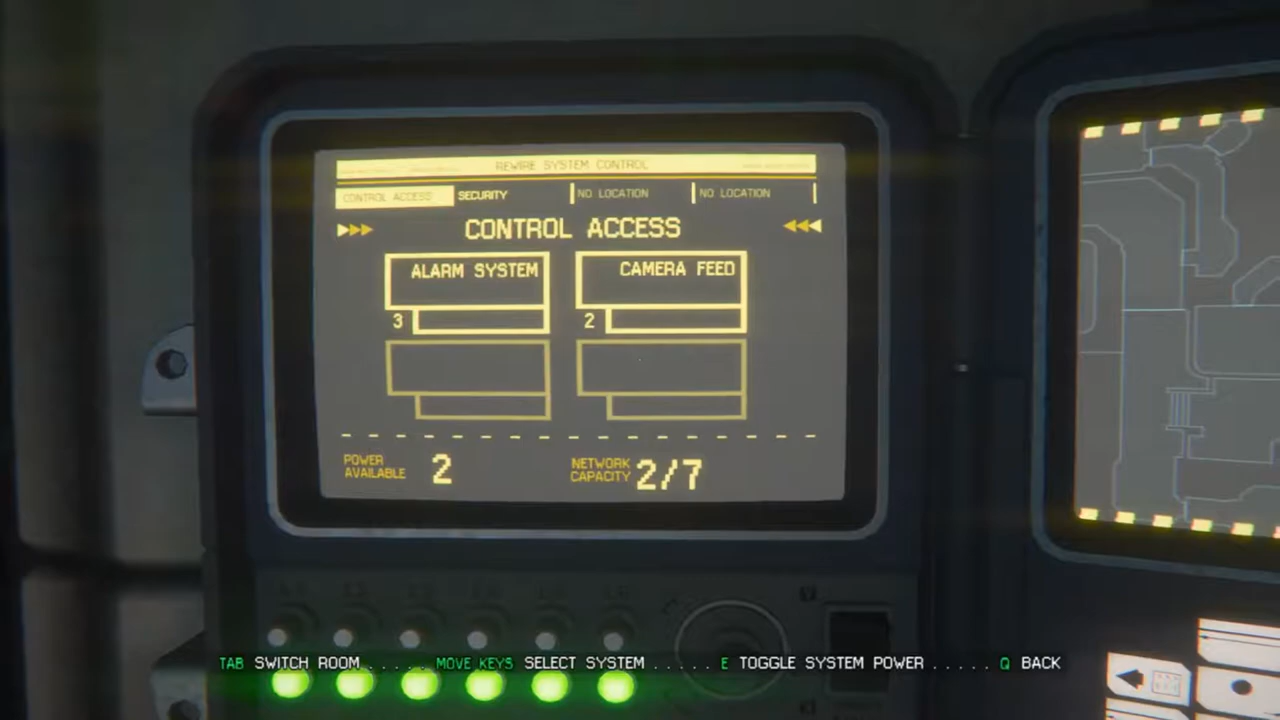 REWIRE SYSTEM CONTROL
CONTROL ACCESS SECURITY NO LOCATION NO LOCATION
CONTROL ACCESS
ALARM SYSTEM CAMERA FEED
3 2
POWER AVAILABLE 2 NETWORK CAPACITY 2/7
TAB SWITCH ROOM ..... MOVE KEYS SELECT SYSTEM ..... E TOGGLE SYSTEM POWER ..... Q BACK